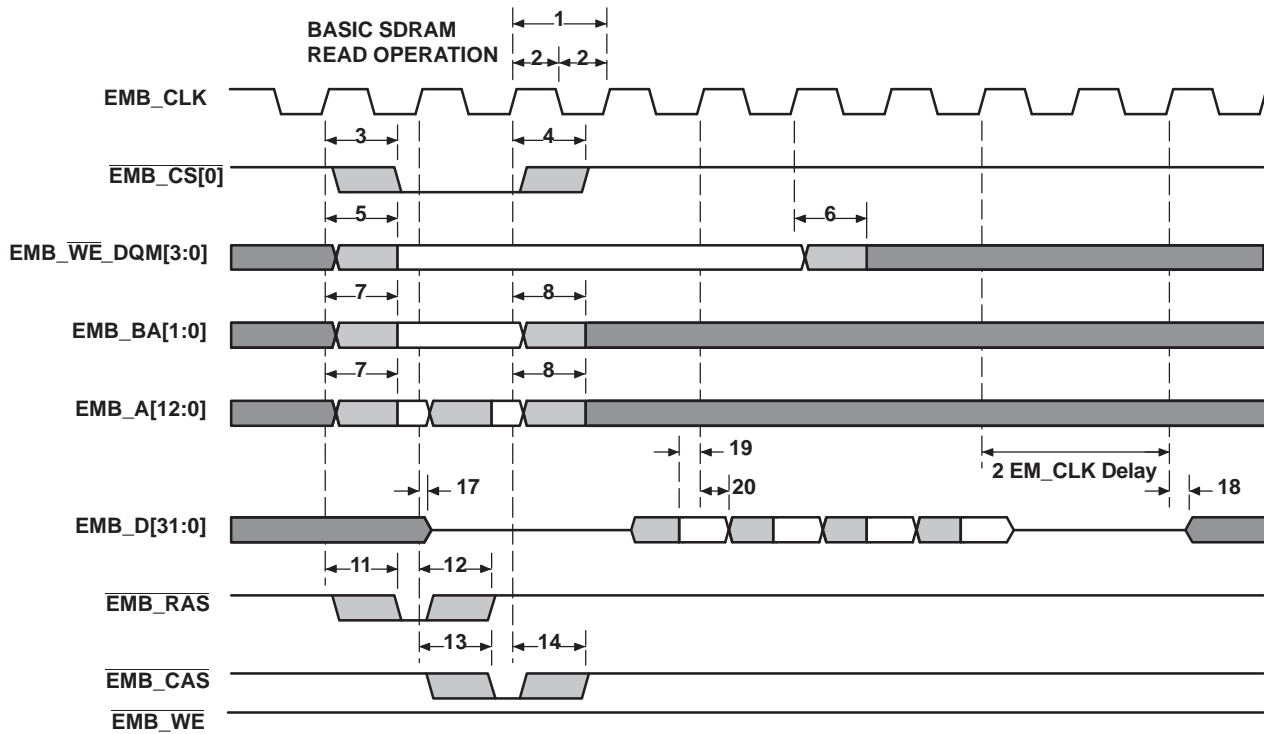 1
BASIC SDRAM
READ OPERATION
2 2
EMB_CLK
3 4
EMB_CS[0]
5 6
EMB_WE_DQM[3:0]
7 8
EMB_BA[1:0]
7 8
EMB_A[12:0]
19
2 EM_CLK Delay
17 20 18
EMB_D[31:0]
11 12
EMB_RAS
13 14
EMB_CAS
EMB_WE